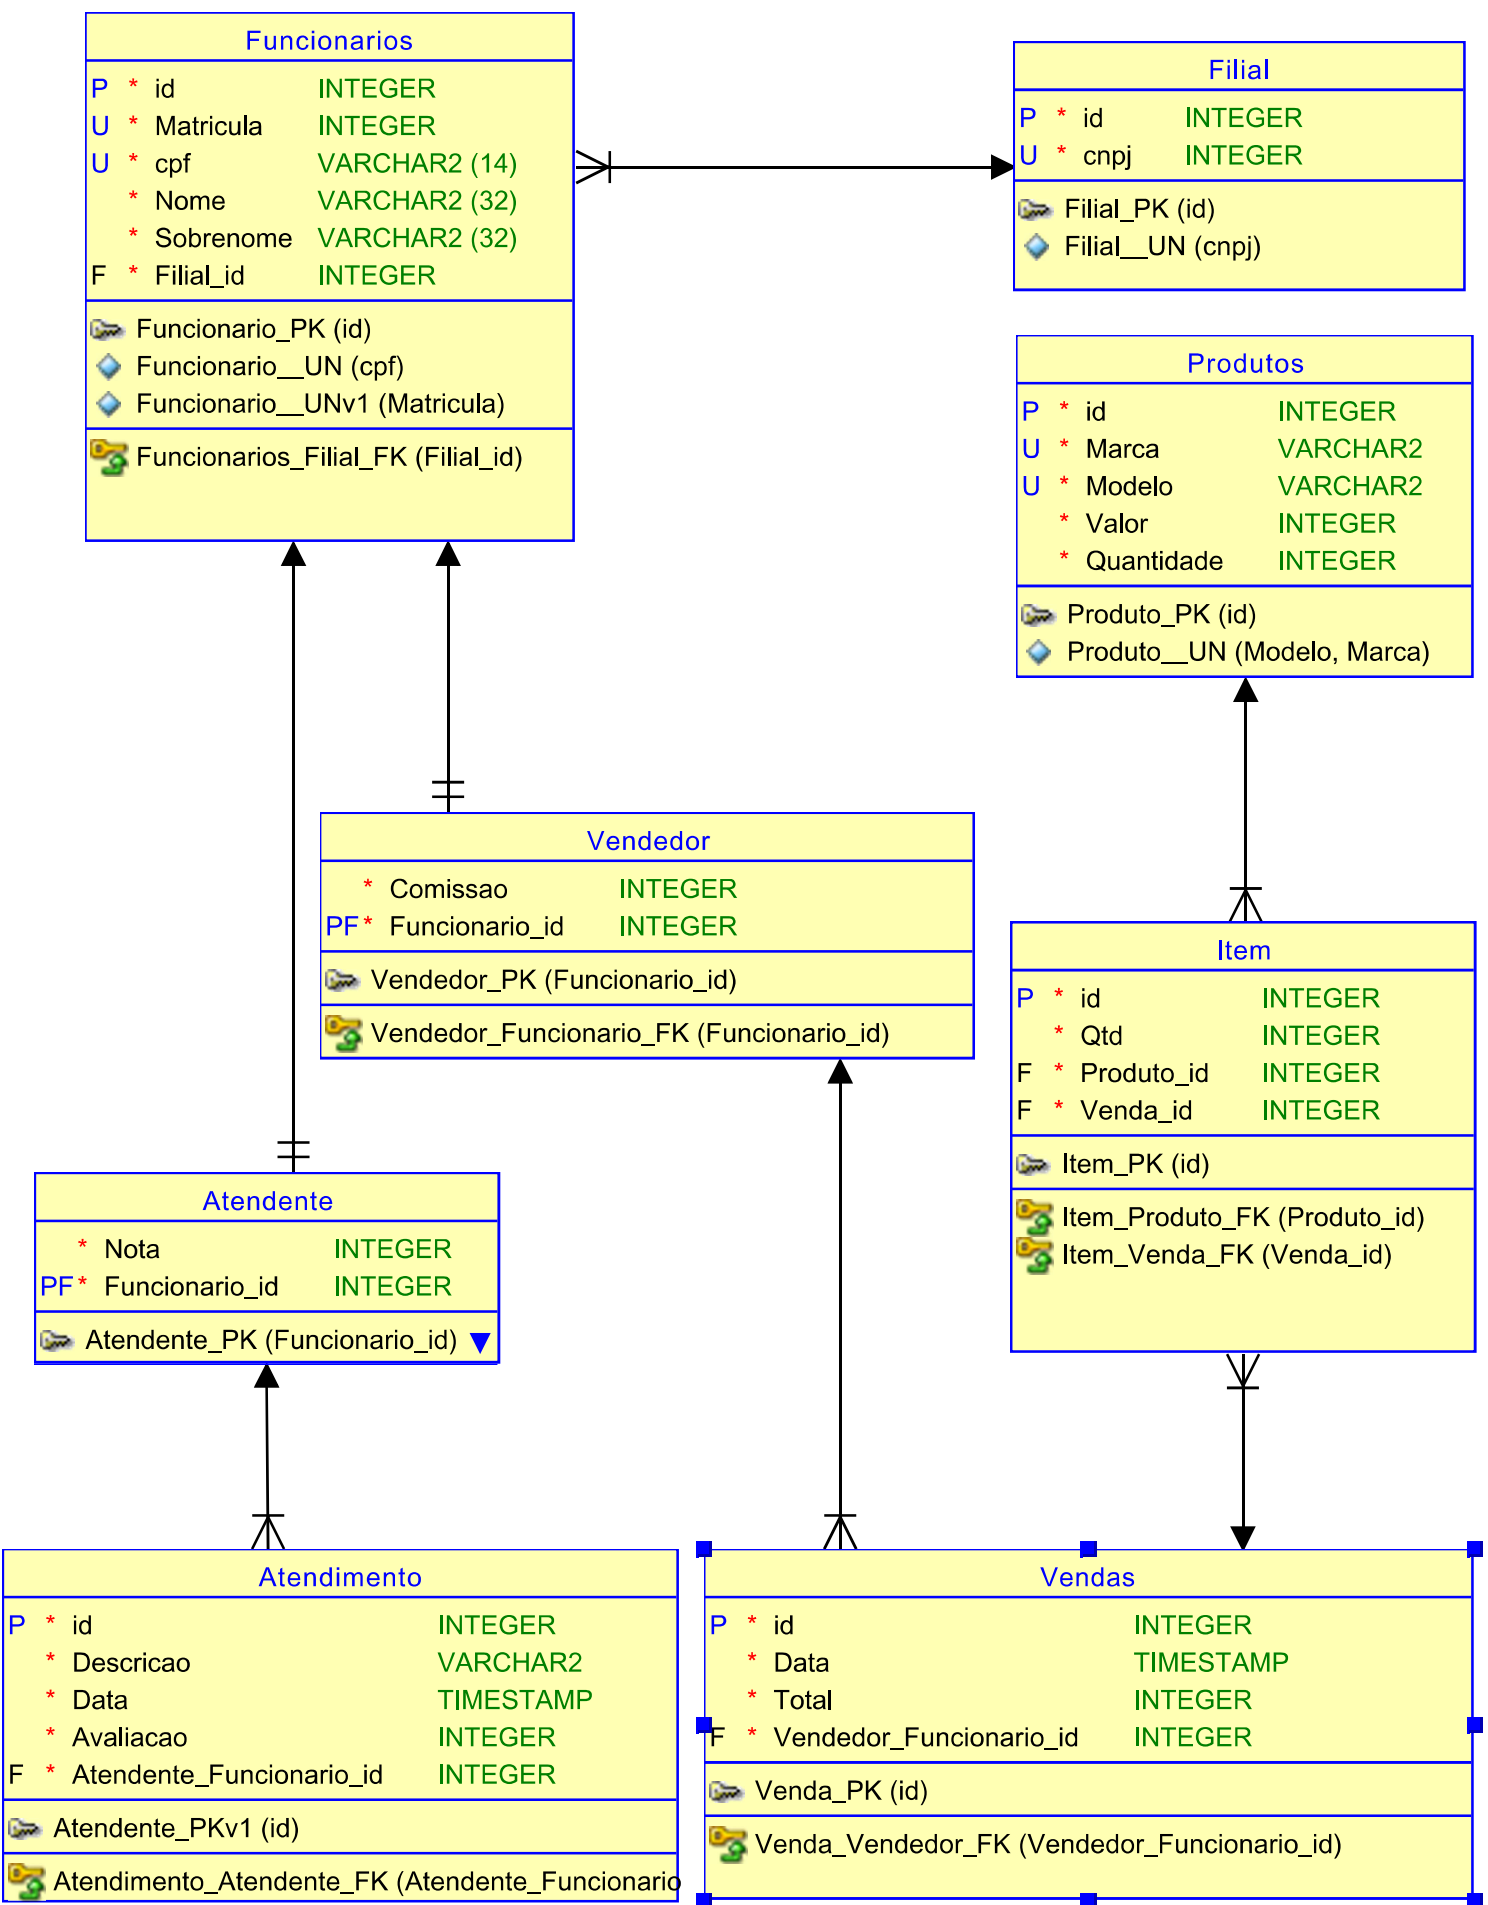 Funcionarios
P * id INTEGER
U * Matricula INTEGER
U * cpf VARCHAR2 (14)
* Nome VARCHAR2 (32)
* Sobrenome VARCHAR2 (32)
F * Filial_id INTEGER
Funcionario_PK (id)
Funcionario__UN (cpf)
Funcionario__UNv1 (Matricula)
Funcionarios_Filial_FK (Filial_id)
Filial
P * id INTEGER
U * cnpj INTEGER
Filial_PK (id)
Filial__UN (cnpj)
Produtos
P * id INTEGER
U * Marca VARCHAR2
U * Modelo VARCHAR2
* Valor INTEGER
* Quantidade INTEGER
Produto_PK (id)
Produto__UN (Modelo, Marca)
Vendedor
* Comissao INTEGER
PF * Funcionario_id INTEGER
Vendedor_PK (Funcionario_id)
Vendedor_Funcionario_FK (Funcionario_id)
Item
P * id INTEGER
* Qtd INTEGER
F * Produto_id INTEGER
F * Venda_id INTEGER
Item_PK (id)
Item_Produto_FK (Produto_id)
Item_Venda_FK (Venda_id)
Atendente
* Nota INTEGER
PF * Funcionario_id INTEGER
Atendente_PK (Funcionario_id)
Atendimento
P * id INTEGER
* Descricao VARCHAR2
* Data TIMESTAMP
* Avaliacao INTEGER
F * Atendente_Funcionario_id INTEGER
Atendente_PKv1 (id)
Atendimento_Atendente_FK (Atendente_Funcionario
Vendas
P * id INTEGER
* Data TIMESTAMP
* Total INTEGER
F * Vendedor_Funcionario_id INTEGER
Venda_PK (id)
Venda_Vendedor_FK (Vendedor_Funcionario_id)